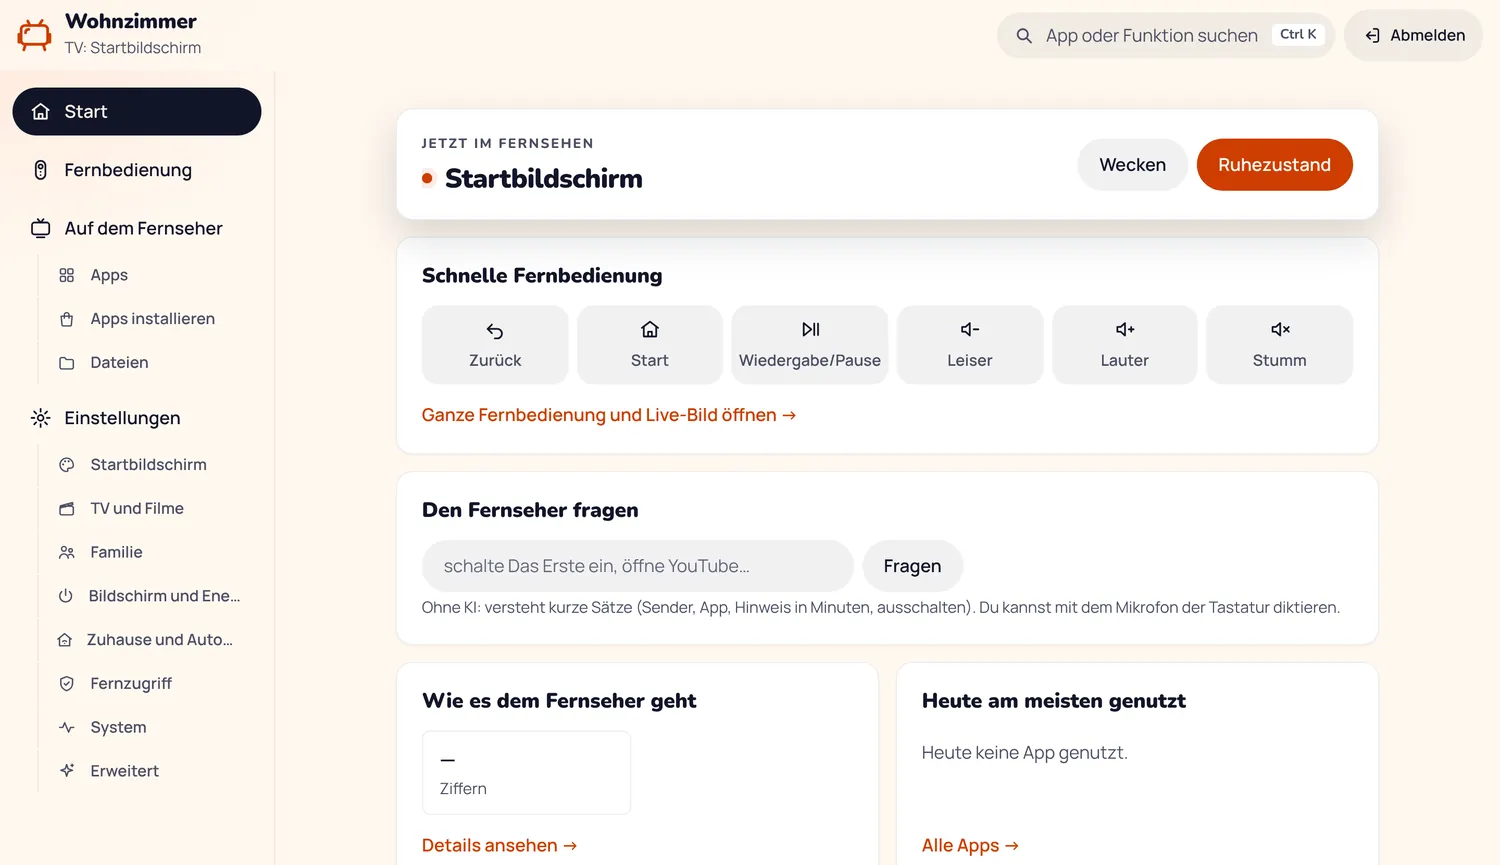 Wohnzimmer
TV: Startbildschirm
App oder Funktion suchen
Ctrl K
Abmelden
Start
Fernbedienung
Auf dem Fernseher
Apps
Apps installieren
Dateien
Einstellungen
Startbildschirm
TV und Filme
Familie
Bildschirm und Ene…
Zuhause und Auto…
Fernzugriff
System
Erweitert
JETZT IM FERNSEHEN
Startbildschirm
Wecken
Ruhezustand
Schnelle Fernbedienung
Zurück
Start
Wiedergabe/Pause
Leiser
Lauter
Stumm
Ganze Fernbedienung und Live-Bild öffnen →
Den Fernseher fragen
schalte Das Erste ein, öffne YouTube…
Fragen
Ohne KI: versteht kurze Sätze (Sender, App, Hinweis in Minuten, ausschalten). Du kannst mit dem Mikrofon der Tastatur diktieren.
Wie es dem Fernseher geht
—
Ziffern
Details ansehen →
Heute am meisten genutzt
Heute keine App genutzt.
Alle Apps →